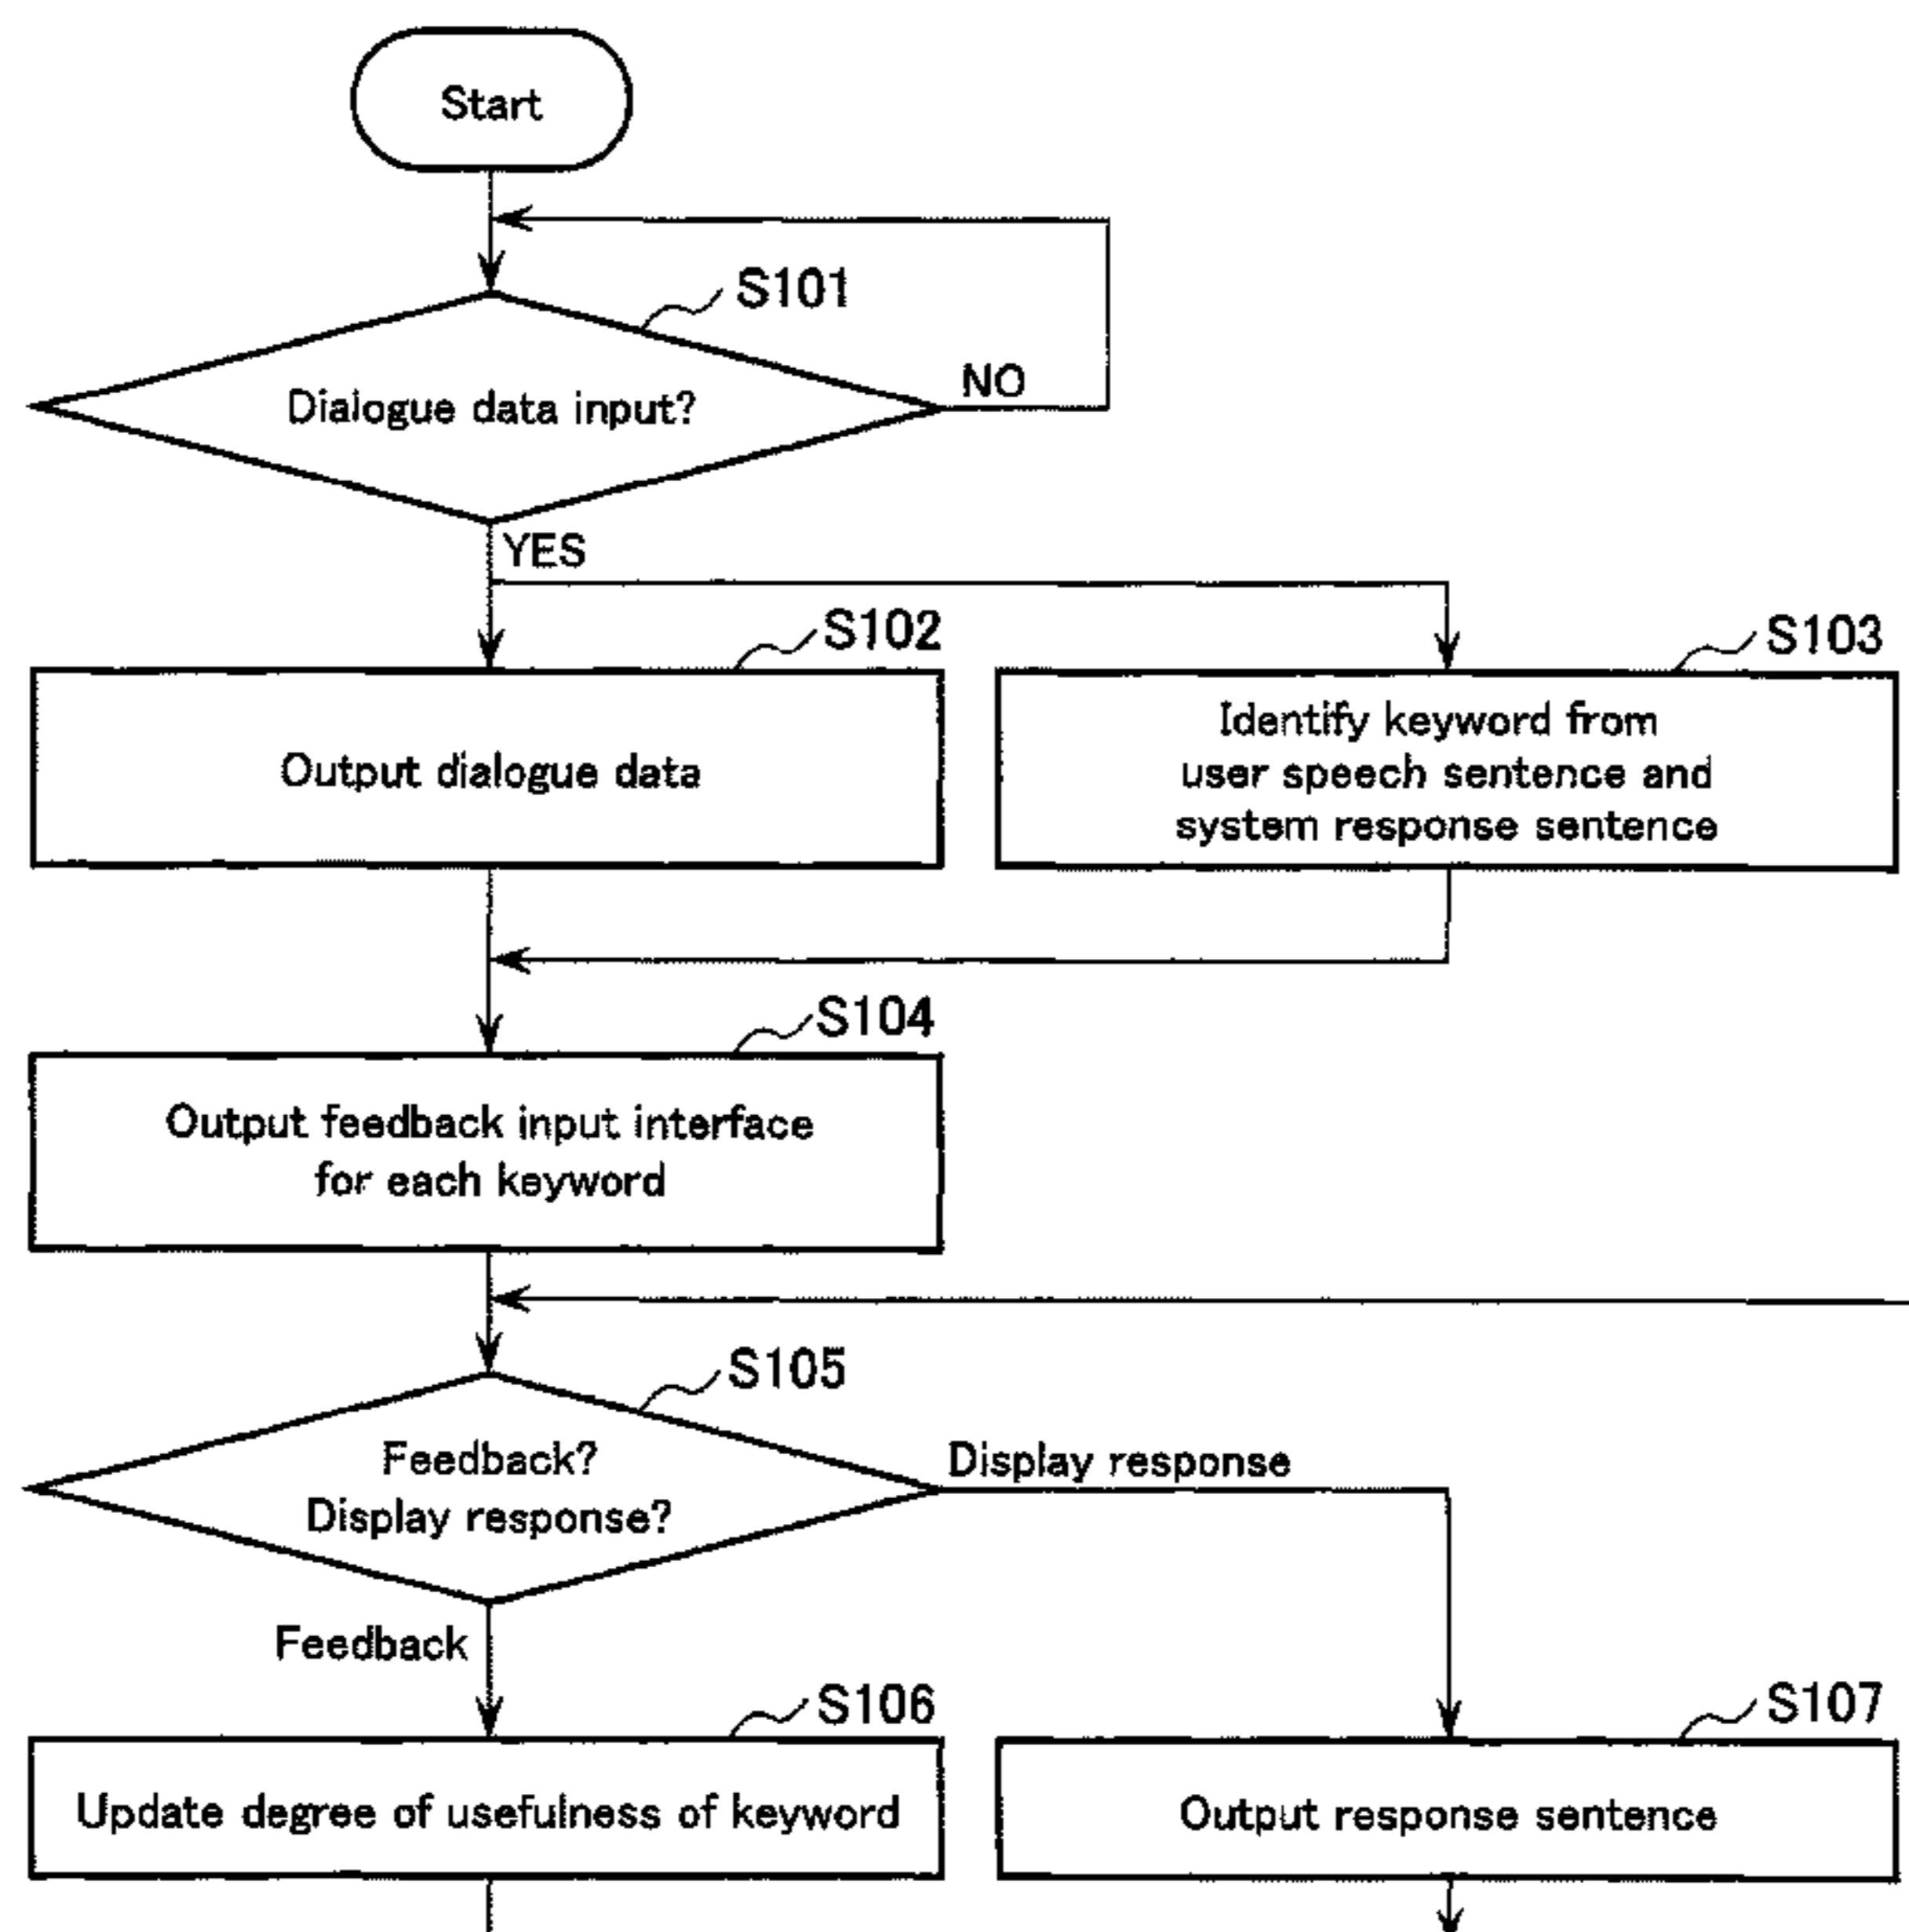 Start
S101
Dialogue data input?
NO
YES
S102
Output dialogue data
S103
Identify keyword from
user speech sentence and
system response sentence
S104
Output feedback input interface
for each keyword
S105
Feedback?
Display response?
Display response
Feedback
S106
Update degree of usefulness of keyword
S107
Output response sentence